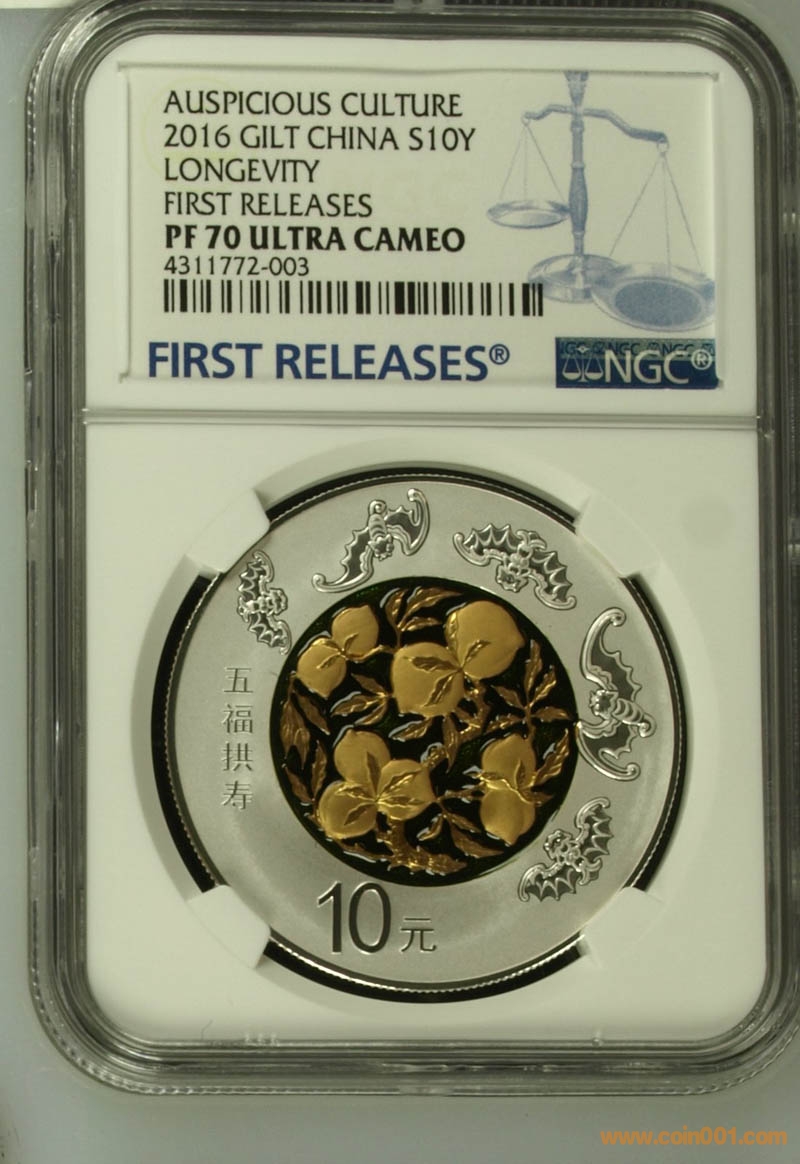 AUSPICIOUS CULTURE
2016 GILT CHINA S10Y
LONGEVITY
FIRST RELEASES
PF 70 ULTRA CAMEO
4311772-003
FIRST RELEASES®
NGC®
五福拱寿
10元
www.coin001.com